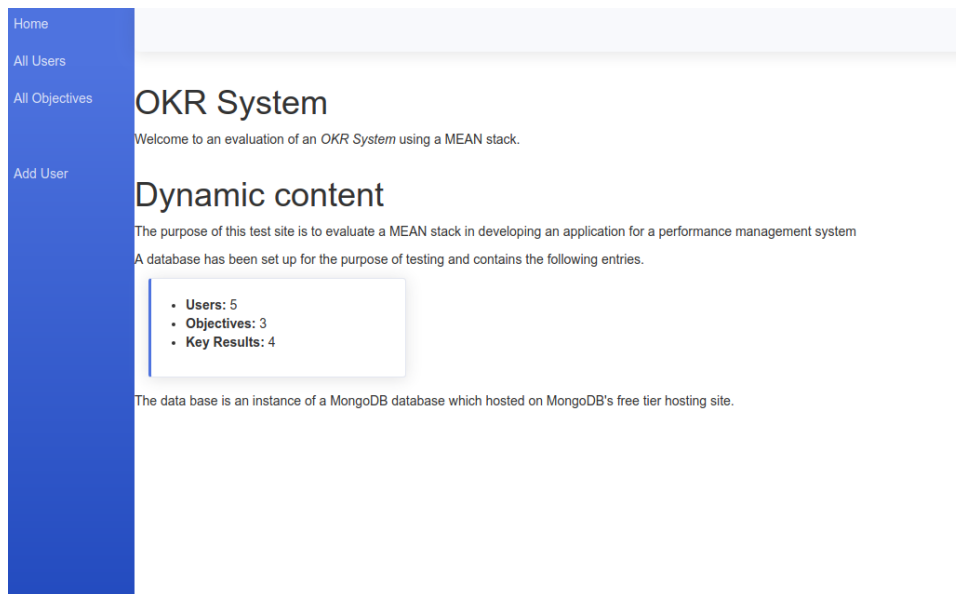 Home
All Users
All Objectives
Add User
OKR System
Welcome to an evaluation of an OKR System using a MEAN stack.
Dynamic content
The purpose of this test site is to evaluate a MEAN stack in developing an application for a performance management system
A database has been set up for the purpose of testing and contains the following entries.
• Users: 5
• Objectives: 3
• Key Results: 4
The data base is an instance of a MongoDB database which hosted on MongoDB's free tier hosting site.